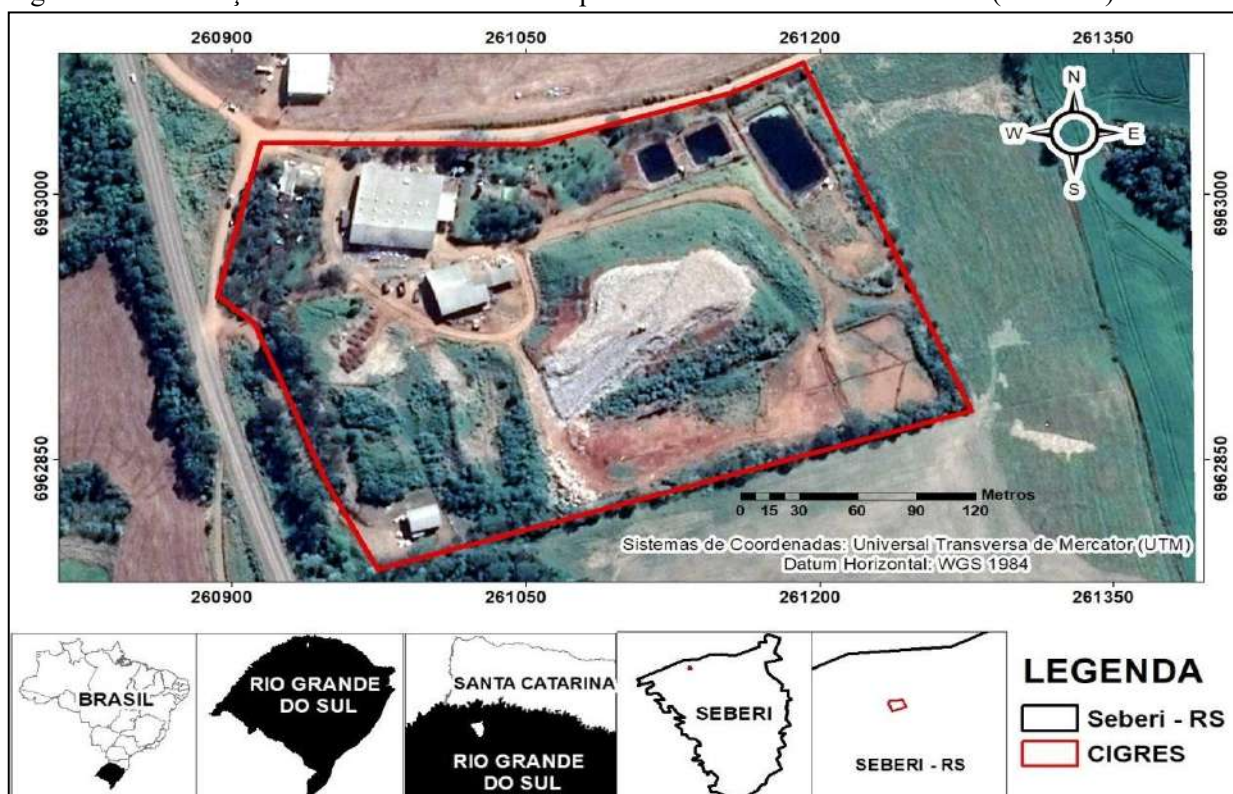 260900 261050 261200 261350
N
W E
S
6963000 6963000
6962850 6962850
Metros
0 15 30 60 90 120
Sistemas de Coordenadas: Universal Transversa de Mercator (UTM)
Datum Horizontal: WGS 1984
260900 261050 261200 261350
BRASIL
RIO GRANDE
DO SUL
SANTA CATARINA
RIO GRANDE
DO SUL
SEBERI
SEBERI - RS
LEGENDA
Seberi - RS
CIGRES